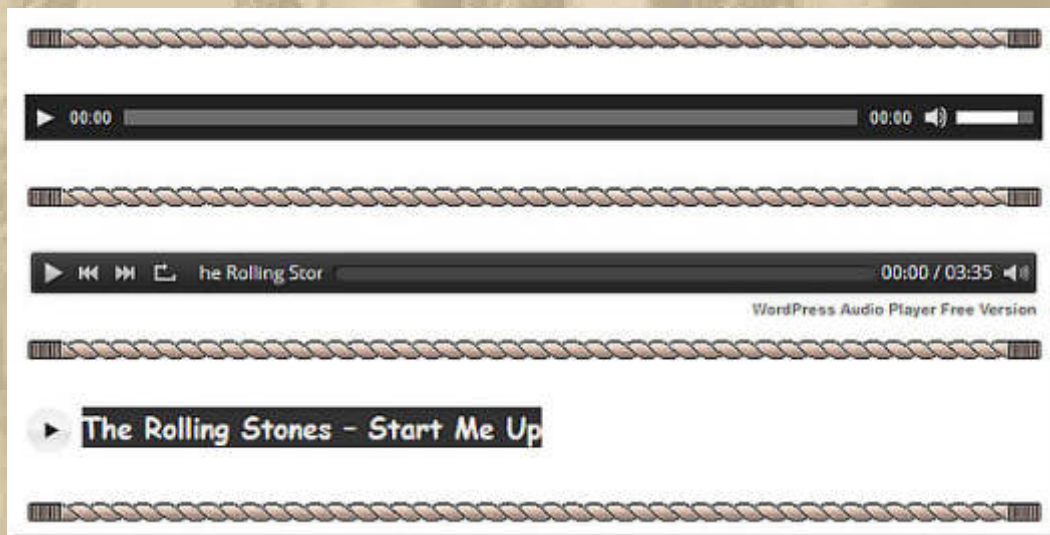 00:00 00:00
he Rolling Stor 00:00 / 03:35
WordPress Audio Player Free Version
The Rolling Stones – Start Me Up